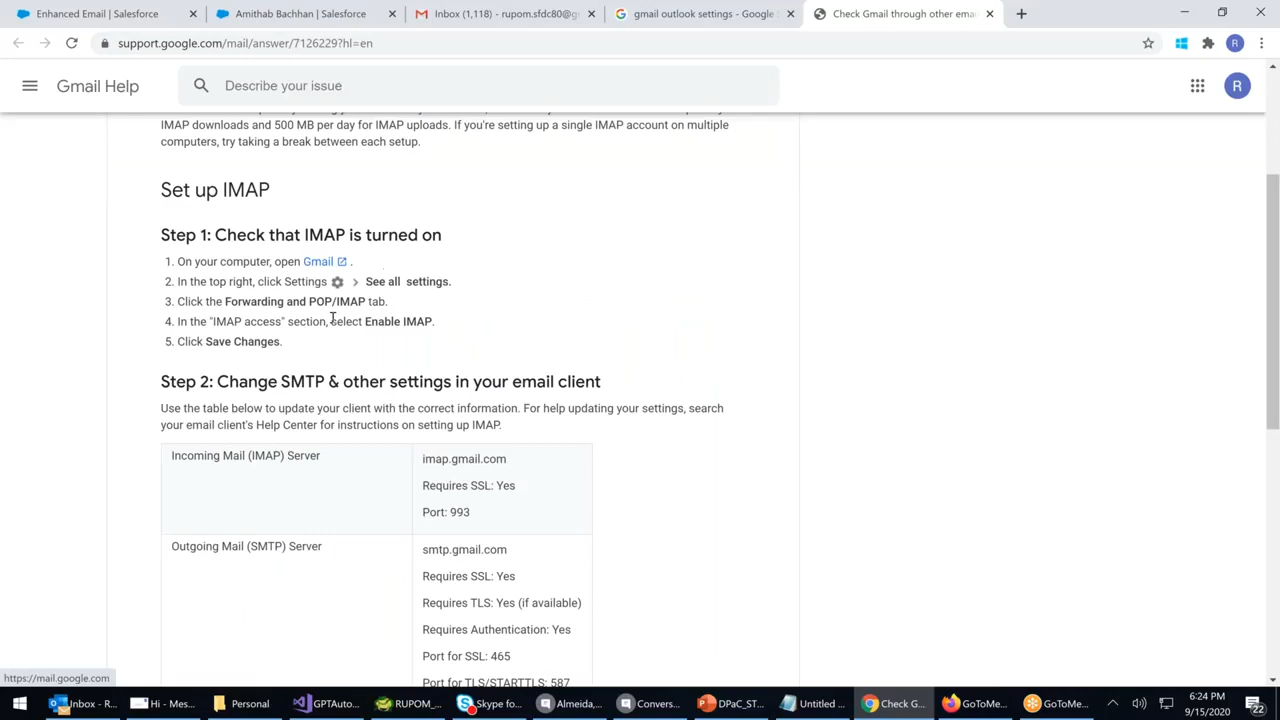 Enhanced Email | Salesforce
Amithab Bachhan | Salesforce
Inbox (1,118) - rupom.sfdc80@g
gmail outlook settings - Google
Check Gmail through other ema
support.google.com/mail/answer/7126229?hl=en
R
Gmail Help
Describe your issue
R
IMAP downloads and 500 MB per day for IMAP uploads. If you're setting up a single IMAP account on multiple
computers, try taking a break between each setup.
Set up IMAP
Step 1: Check that IMAP is turned on
1. On your computer, open Gmail .
2. In the top right, click Settings > See all settings.
3. Click the Forwarding and POP/IMAP tab.
4. In the "IMAP access" section, select Enable IMAP.
5. Click Save Changes.
Step 2: Change SMTP & other settings in your email client
Use the table below to update your client with the correct information. For help updating your settings, search
your email client's Help Center for instructions on setting up IMAP.
Incoming Mail (IMAP) Server
imap.gmail.com
Requires SSL: Yes
Port: 993
Outgoing Mail (SMTP) Server
smtp.gmail.com
Requires SSL: Yes
Requires TLS: Yes (if available)
Requires Authentication: Yes
Port for SSL: 465
Port for TLS/STARTTLS: 587
https://mail.google.com
Inbox - R...
Hi - Mes...
Personal
GPTAuto...
RUPOM_...
Skype fo...
Almeida,...
Convers...
DPaC_ST...
Untitled ...
Check G...
GoToMe...
GoToMe...
6:24 PM
9/15/2020
22